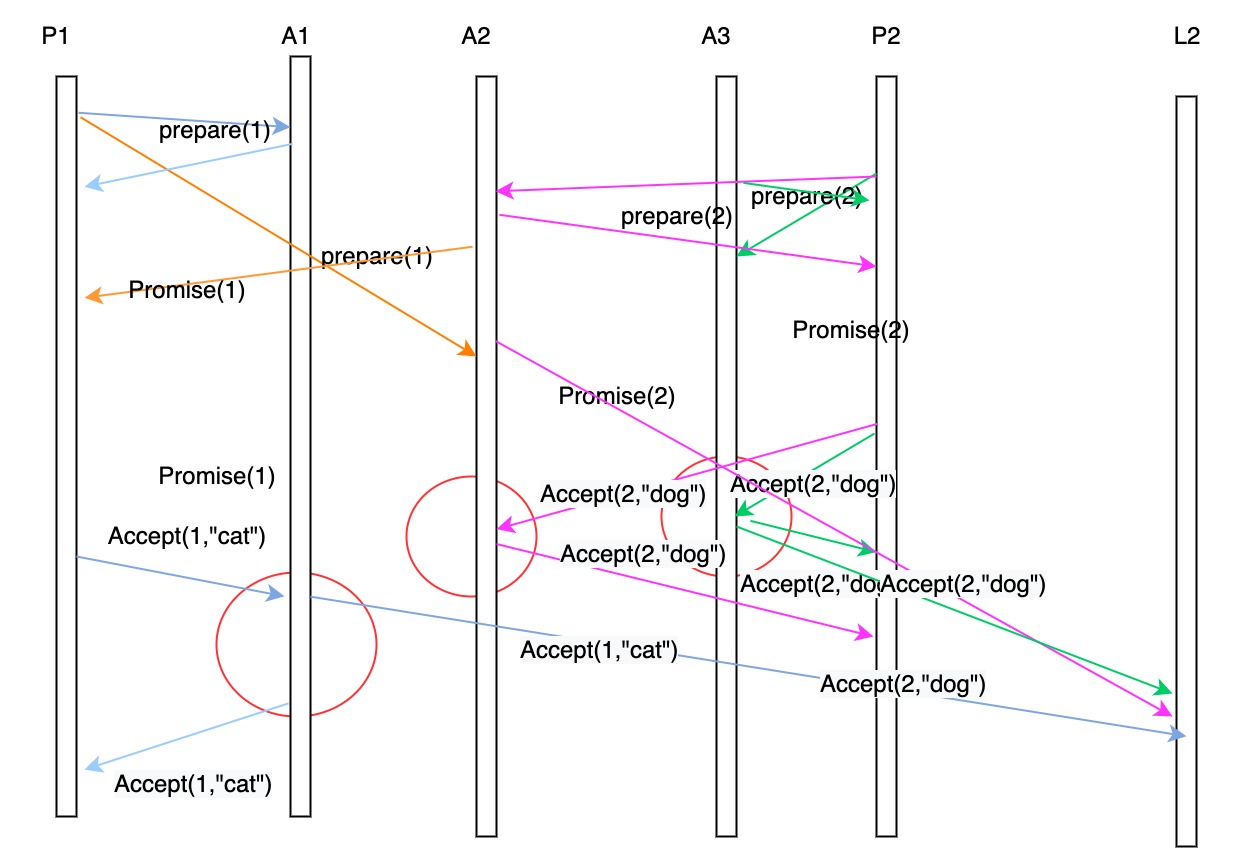 P1
A1
A2
A3
P2
L2
prepare(1)
prepare(2)
prepare(2)
prepare(1)
Promise(1)
Promise(2)
Promise(2)
Promise(1)
Accept(2,"dog")
Accept(2,"dog")
Accept(1,"cat")
Accept(2,"dog")
Accept(2,"do
Accept(2,"dog")
Accept(1,"cat")
Accept(2,"dog")
Accept(1,"cat")